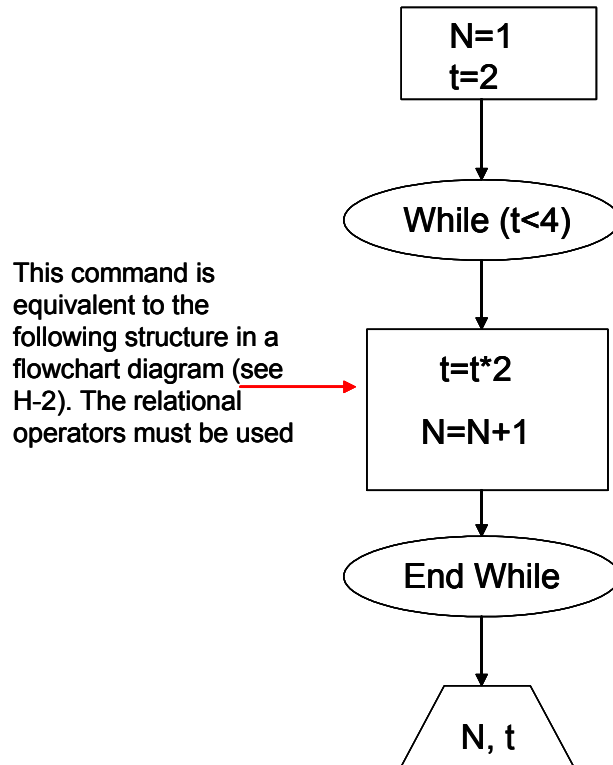 N=1
t=2
While (t<4)
This command is
equivalent to the
following structure in a
flowchart diagram (see
H-2). The relational
operators must be used
t=t*2
N=N+1
End While
N, t